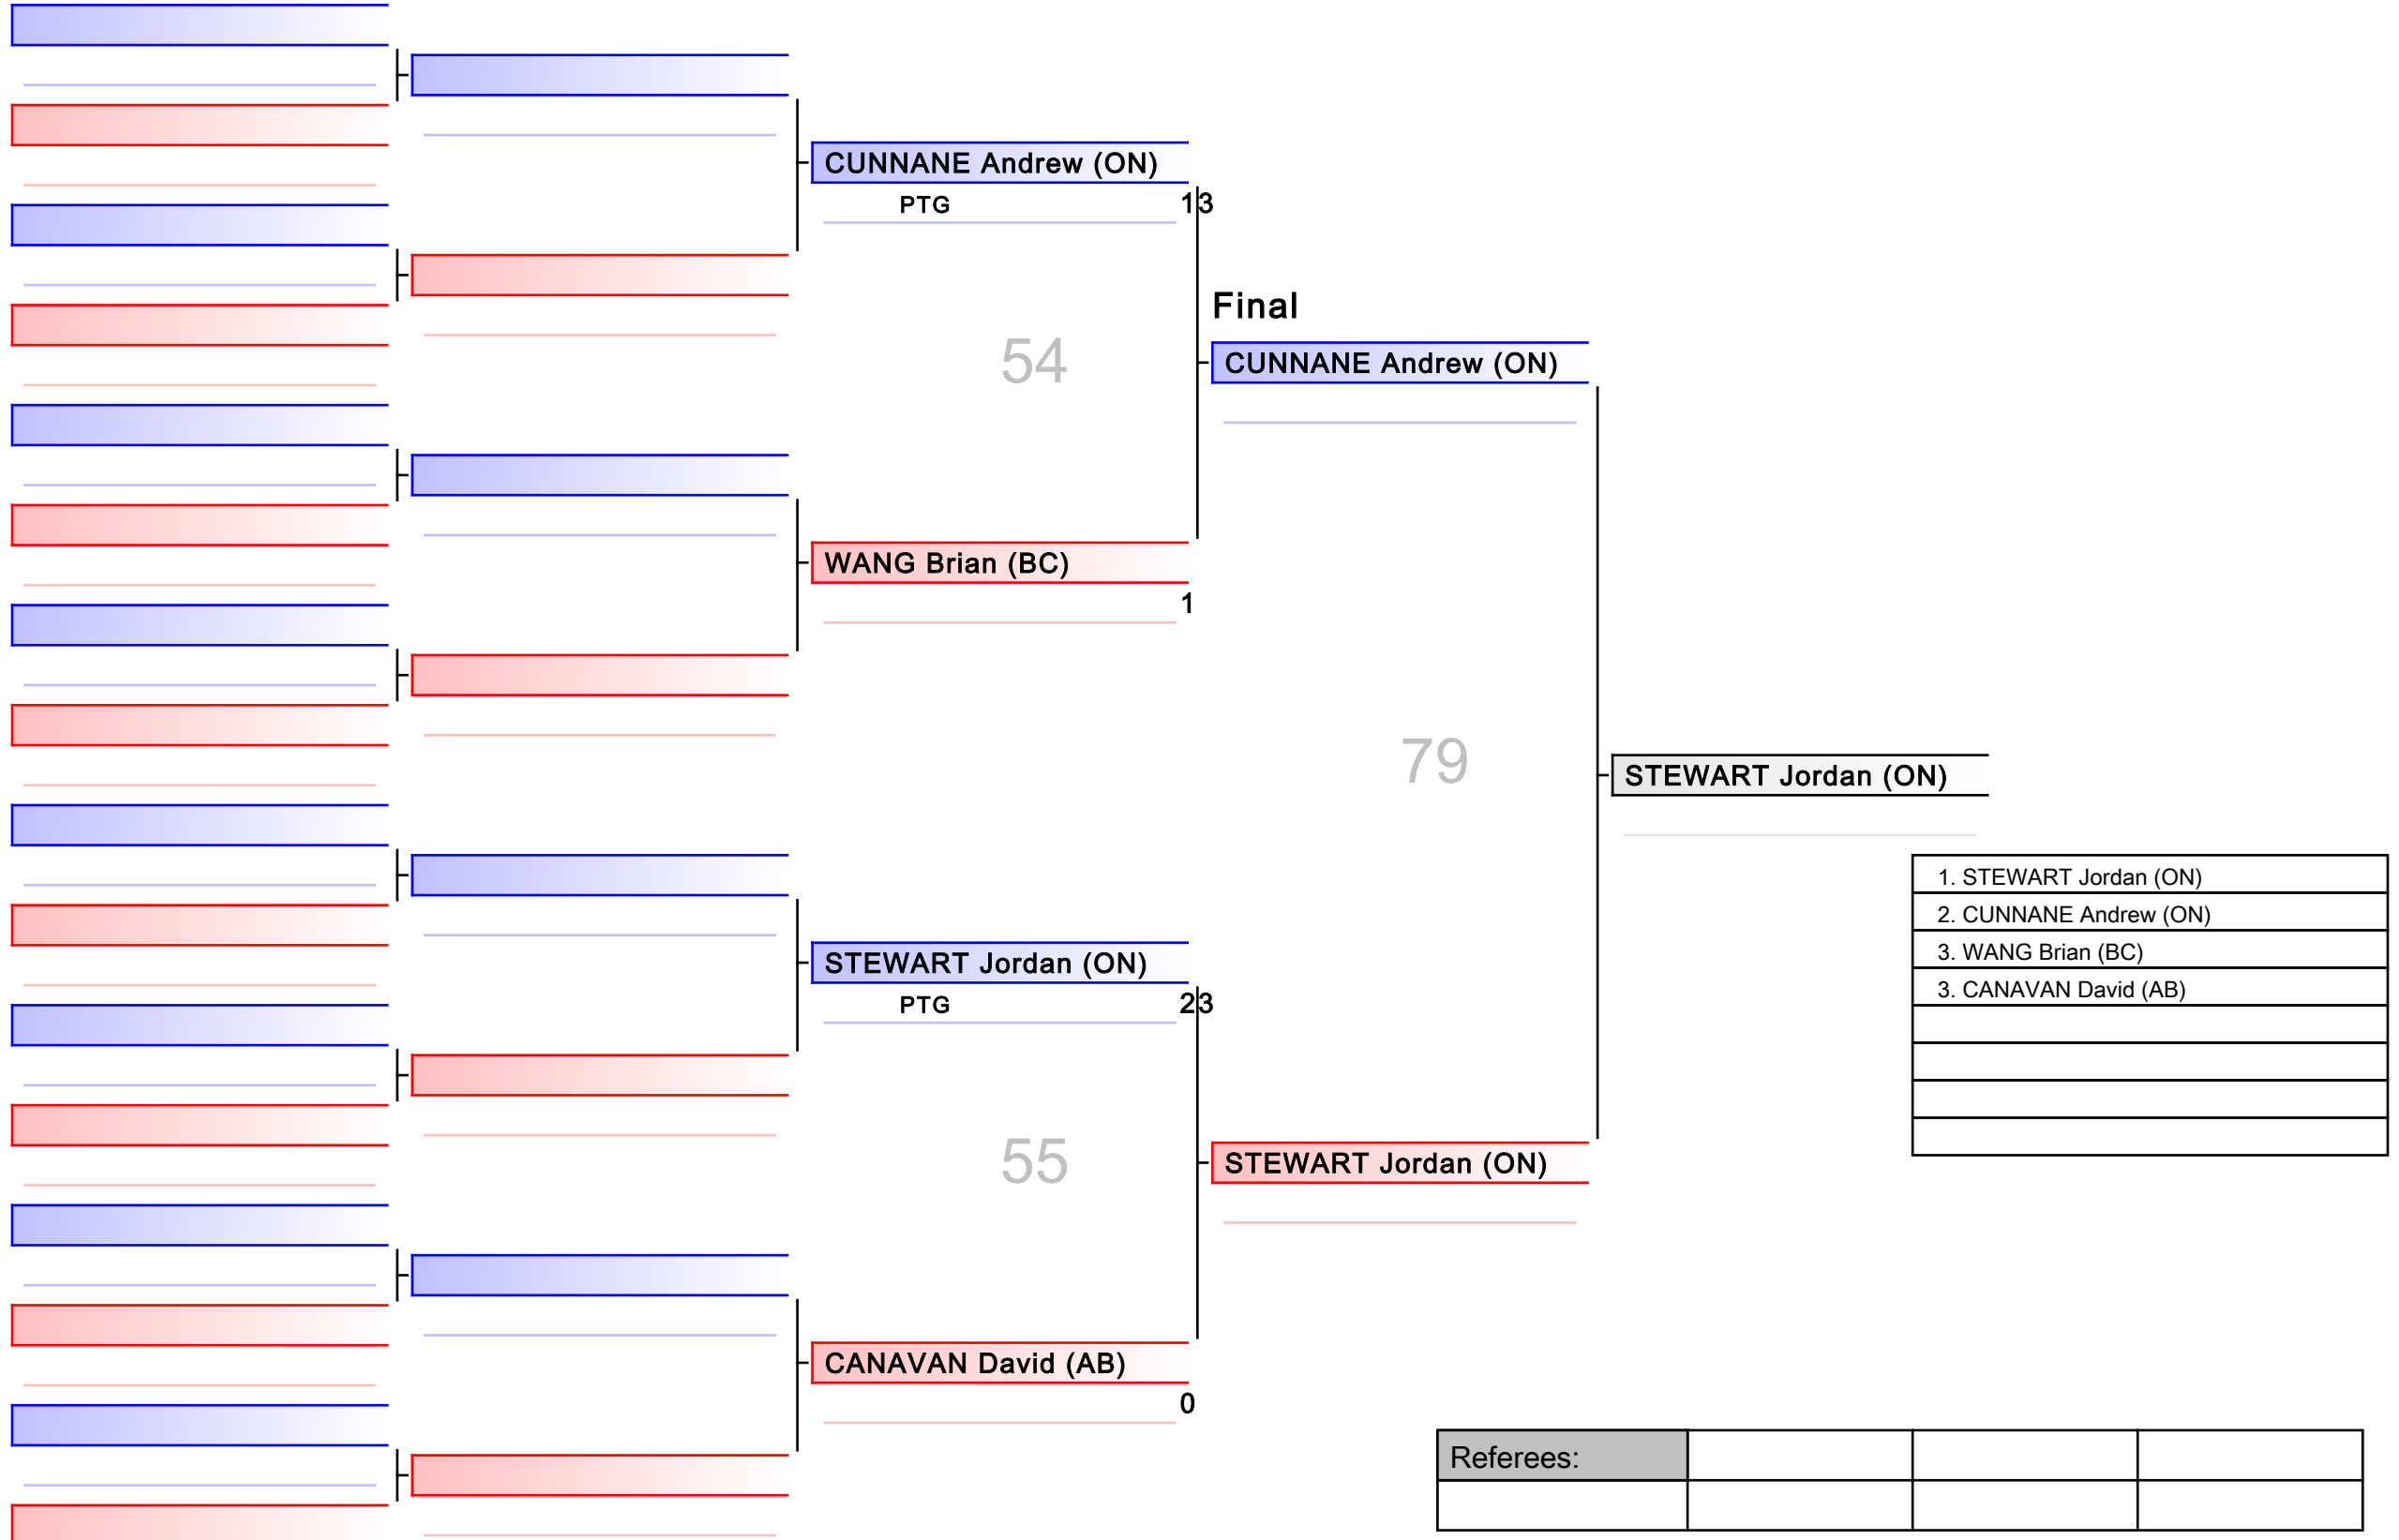 CUNNANE Andrew (ON)
PTG 13
54
WANG Brian (BC)
1
Final
CUNNANE Andrew (ON)
79
STEWART Jordan (ON)
STEWART Jordan (ON)
PTG 23
55
CANAVAN David (AB)
0
STEWART Jordan (ON)
1. STEWART Jordan (ON)
2. CUNNANE Andrew (ON)
3. WANG Brian (BC)
3. CANAVAN David (AB)
Referees: